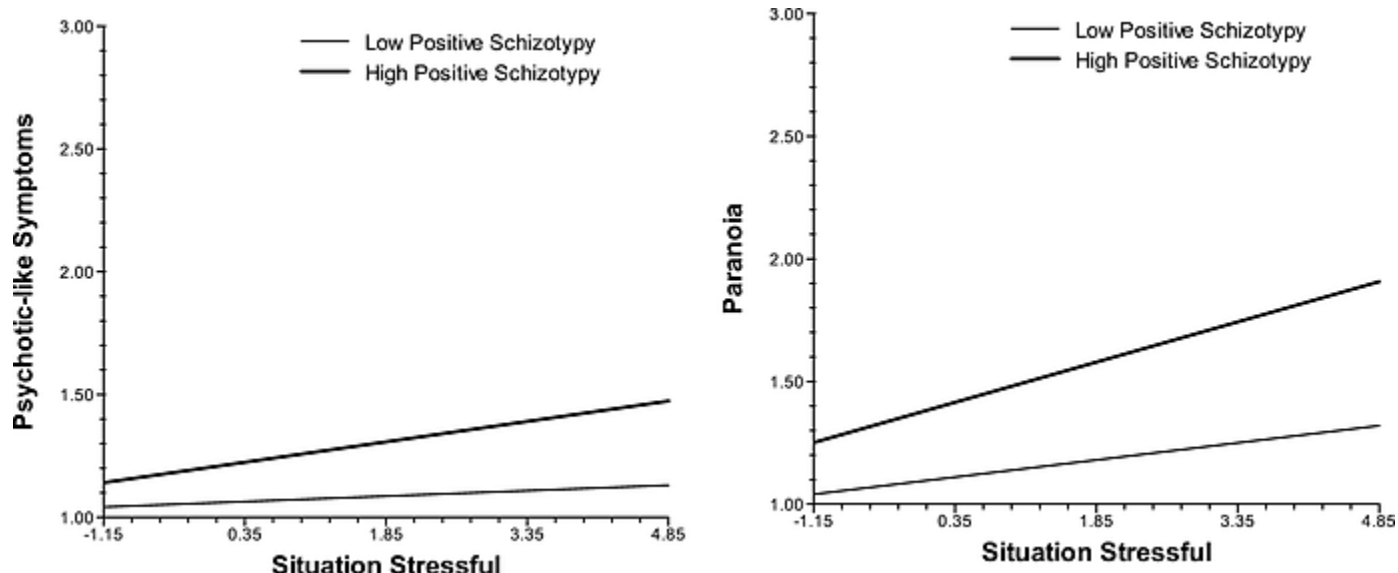 3.00
2.50
2.00
1.50
1.00
Psychotic-like Symptoms
Low Positive Schizotypy
High Positive Schizotypy
-1.15 0.35 1.85 3.35 4.85
Situation Stressful
3.00
2.50
2.00
1.50
1.00
Paranoia
Low Positive Schizotypy
High Positive Schizotypy
-1.15 0.35 1.85 3.35 4.85
Situation Stressful